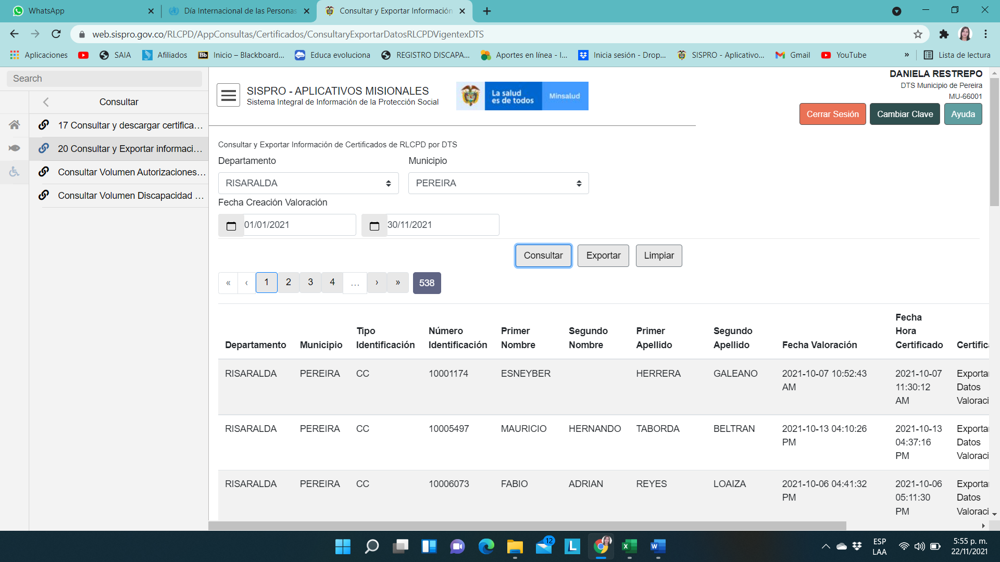 WhatsApp
Día Internacional de las Personas
Consultar y Exportar Información
web.sispro.gov.co/RLCPD/AppConsultas/Certificados/ConsultaryExportarDatosRLCPDVigentexDTS
Aplicaciones
SAIA
Afiliados
Bb Inicio – Blackboard...
Educa evoluciona
REGISTRO DISCAPA...
Aportes en línea - I...
Inicia sesión - Drop...
SISPRO - Aplicativo...
Gmail
YouTube
»
Lista de lectura
Search
Consultar
17 Consultar y descargar certifica...
20 Consultar y Exportar informaci...
Consultar Volumen Autorizaciones...
Consultar Volumen Discapacidad ...
SISPRO - APLICATIVOS MISIONALES
Sistema Integral de Información de la Protección Social
La salud
es de todos
Minsalud
DANIELA RESTREPO
DTS Municipio de Pereira
MU-66001
Cerrar Sesión Cambiar Clave Ayuda
Consultar y Exportar Información de Certificados de RLCPD por DTS
Departamento Municipio
RISARALDA PEREIRA
Fecha Creación Valoración
01/01/2021 30/11/2021
Consultar Exportar Limpiar
« ‹ 1 2 3 4 ... › » 538
Departamento Municipio Tipo Identificación Número Identificación Primer Nombre Segundo Nombre Primer Apellido Segundo Apellido Fecha Valoración Fecha Hora Certificado Certifica
RISARALDA PEREIRA CC 10001174 ESNEYBER HERRERA GALEANO 2021-10-07 10:52:43 AM 2021-10-07 11:30:12 AM Exportar Datos Valoraci
RISARALDA PEREIRA CC 10005497 MAURICIO HERNANDO TABORDA BELTRAN 2021-10-13 04:10:26 PM 2021-10-13 04:37:16 PM Exportar Datos Valoraci
RISARALDA PEREIRA CC 10006073 FABIO ADRIAN REYES LOAIZA 2021-10-06 04:41:32 PM 2021-10-06 05:11:30 PM Exportar Datos Valoraci
12
L
X
W
ESP
LAA
5:55 p. m.
22/11/2021